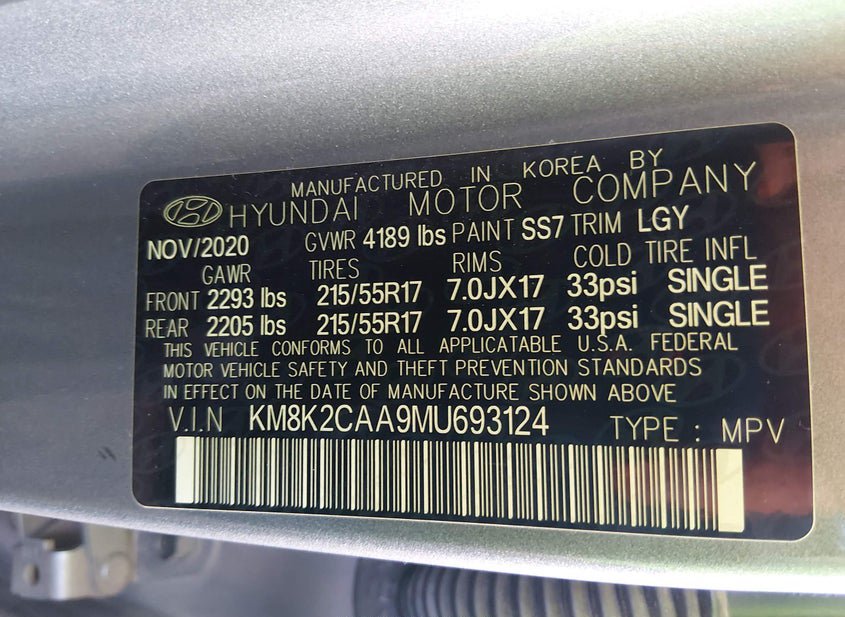 MANUFACTURED IN KOREA BY
HYUNDAI MOTOR COMPANY
NOV/2020 GVWR 4189 lbs PAINT SS7 TRIM LGY
GAWR TIRES RIMS COLD TIRE INFL
FRONT 2293 lbs 215/55R17 7.0JX17 33psi SINGLE
REAR 2205 lbs 215/55R17 7.0JX17 33psi SINGLE
THIS VEHICLE CONFORMS TO ALL APPLICATABLE U.S.A. FEDERAL
MOTOR VEHICLE SAFETY AND THEFT PREVENTION STANDARDS
IN EFFECT ON THE DATE OF MANUFACTURE SHOWN ABOVE
V.I.N KM8K2CAA9MU693124 TYPE : MPV